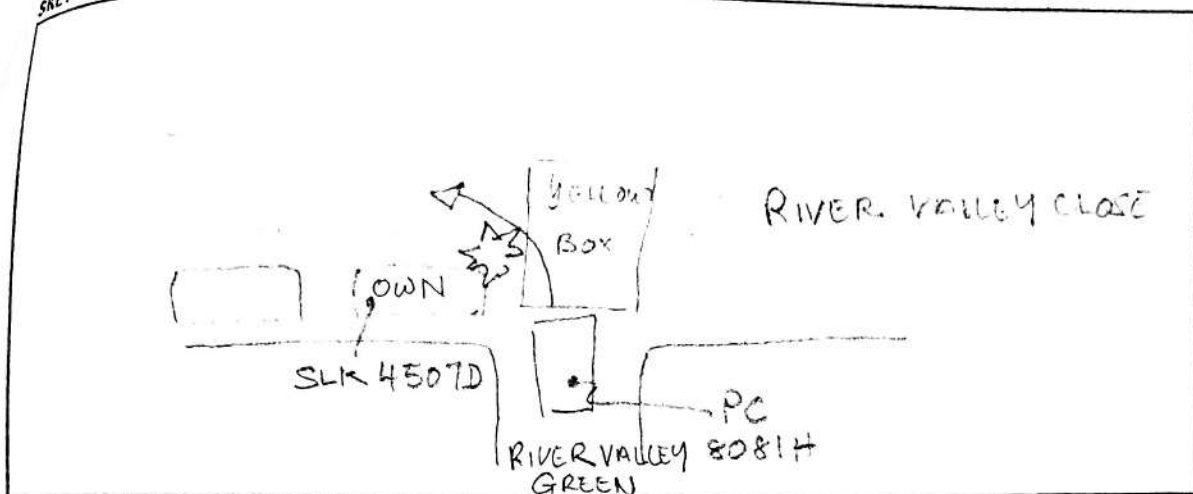 YELLOW
BOX
RIVER VALLEY CLOSE
OWN
SLK 4507D
PC
8081H
RIVER VALLEY
GREEN